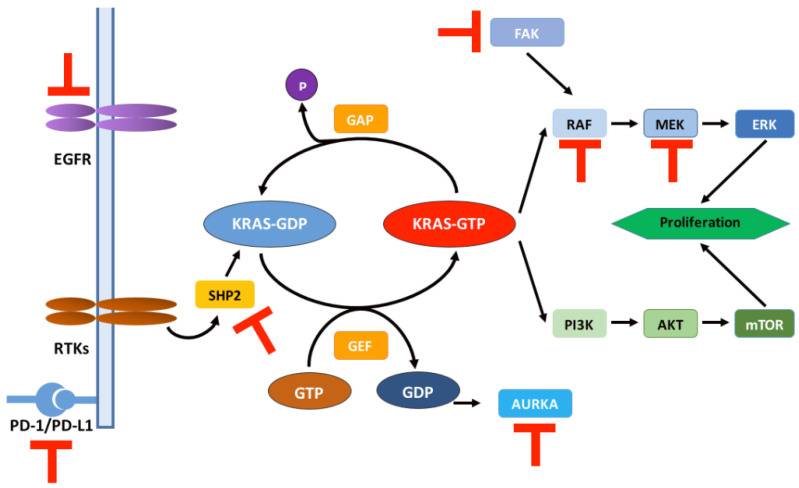 FAK
P
GAP
RAF
MEK
ERK
EGFR
KRAS-GDP
KRAS-GTP
Proliferation
SHP2
RTKs
GEF
PI3K
AKT
mTOR
GTP
GDP
AURKA
PD-1/PD-L1